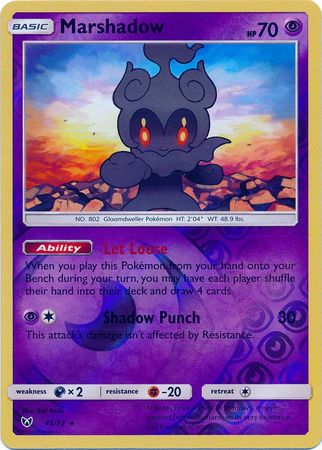 BASIC Marshadow HP 70
NO. 802 Gloomdweller Pokémon HT: 2'04" WT: 48.9 lbs.
Ability Let Loose
When you play this Pokémon from your hand onto your
Bench during your turn, you may have each player shuffle
their hand into their deck and draw 4 cards.
Shadow Punch 30
This attack's damage isn't affected by Resistance.
weakness ×2 resistance -20 retreat
45/73 ★